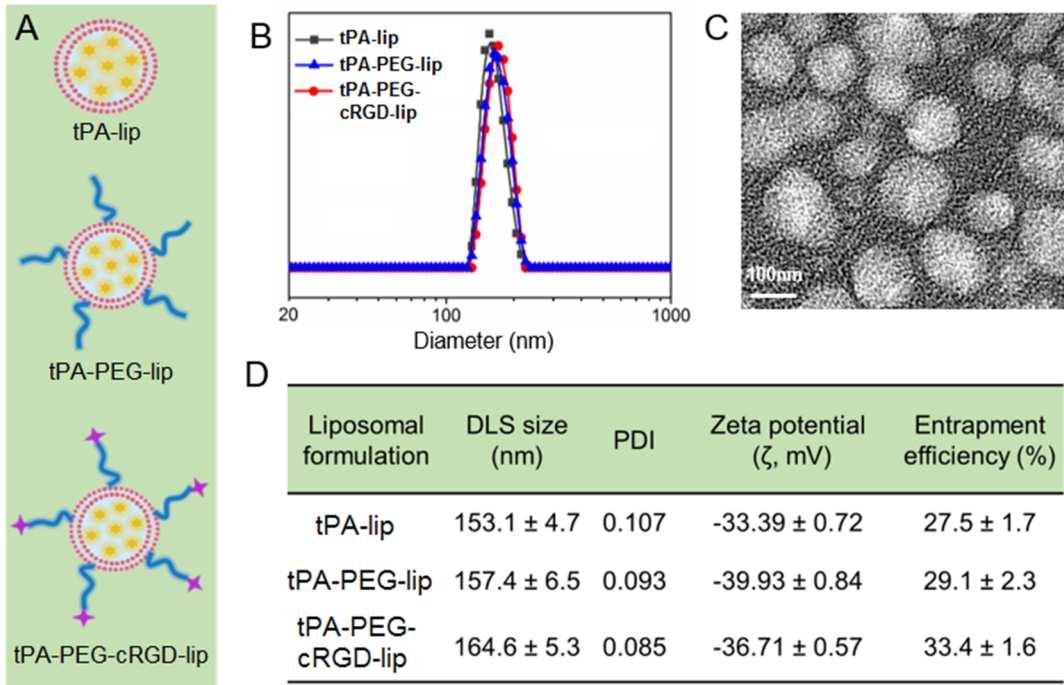 A
tPA-lip
tPA-PEG-lip
tPA-PEG-cRGD-lip
B
tPA-lip
tPA-PEG-lip
tPA-PEG-
cRGD-lip
20
100
1000
Diameter (nm)
C
100nm
D
Liposomal
formulation
DLS size
(nm)
PDI
Zeta potential
(ζ, mV)
Entrapment
efficiency (%)
tPA-lip
153.1 ± 4.7
0.107
-33.39 ± 0.72
27.5 ± 1.7
tPA-PEG-lip
157.4 ± 6.5
0.093
-39.93 ± 0.84
29.1 ± 2.3
tPA-PEG-
cRGD-lip
164.6 ± 5.3
0.085
-36.71 ± 0.57
33.4 ± 1.6